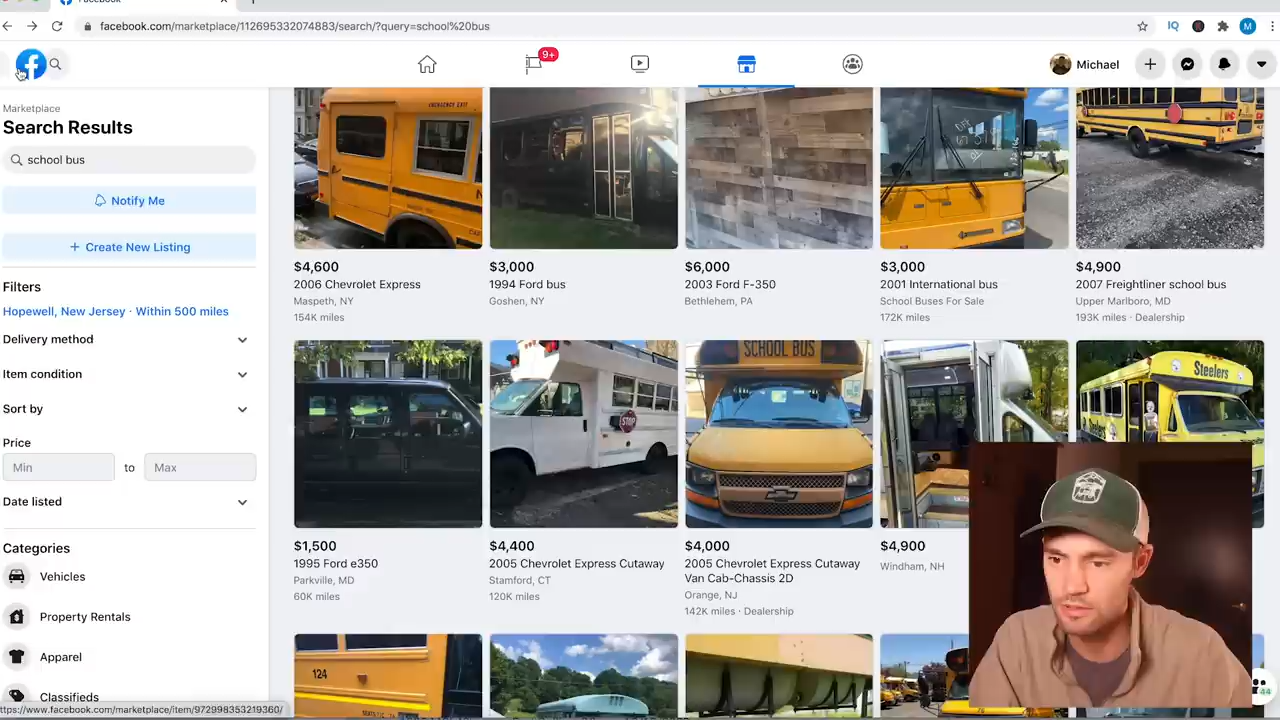 Facebook
facebook.com/marketplace/112695332074883/search/?query=school%20bus
IQ
M
9+
Michael
Marketplace
Search Results
school bus
Notify Me
+ Create New Listing
Filters
Hopewell, New Jersey · Within 500 miles
Delivery method
Item condition
Sort by
Price
Min
to
Max
Date listed
Categories
Vehicles
Property Rentals
Apparel
Classifieds
ttps://www.facebook.com/marketplace/item/972998353219360/
EMERGENCY EXIT
$4,600
2006 Chevrolet Express
Maspeth, NY
154K miles
$3,000
1994 Ford bus
Goshen, NY
$6,000
2003 Ford F-350
Bethlehem, PA
$3,000
2001 International bus
School Buses For Sale
172K miles
$4,900
2007 Freightliner school bus
Upper Marlboro, MD
193K miles · Dealership
STOP
SCHOOL BUS
Steelers
$1,500
1995 Ford e350
Parkville, MD
60K miles
$4,400
2005 Chevrolet Express Cutaway
Stamford, CT
120K miles
$4,000
2005 Chevrolet Express Cutaway
Van Cab-Chassis 2D
Orange, NJ
142K miles · Dealership
$4,900
Windham, NH
124
44